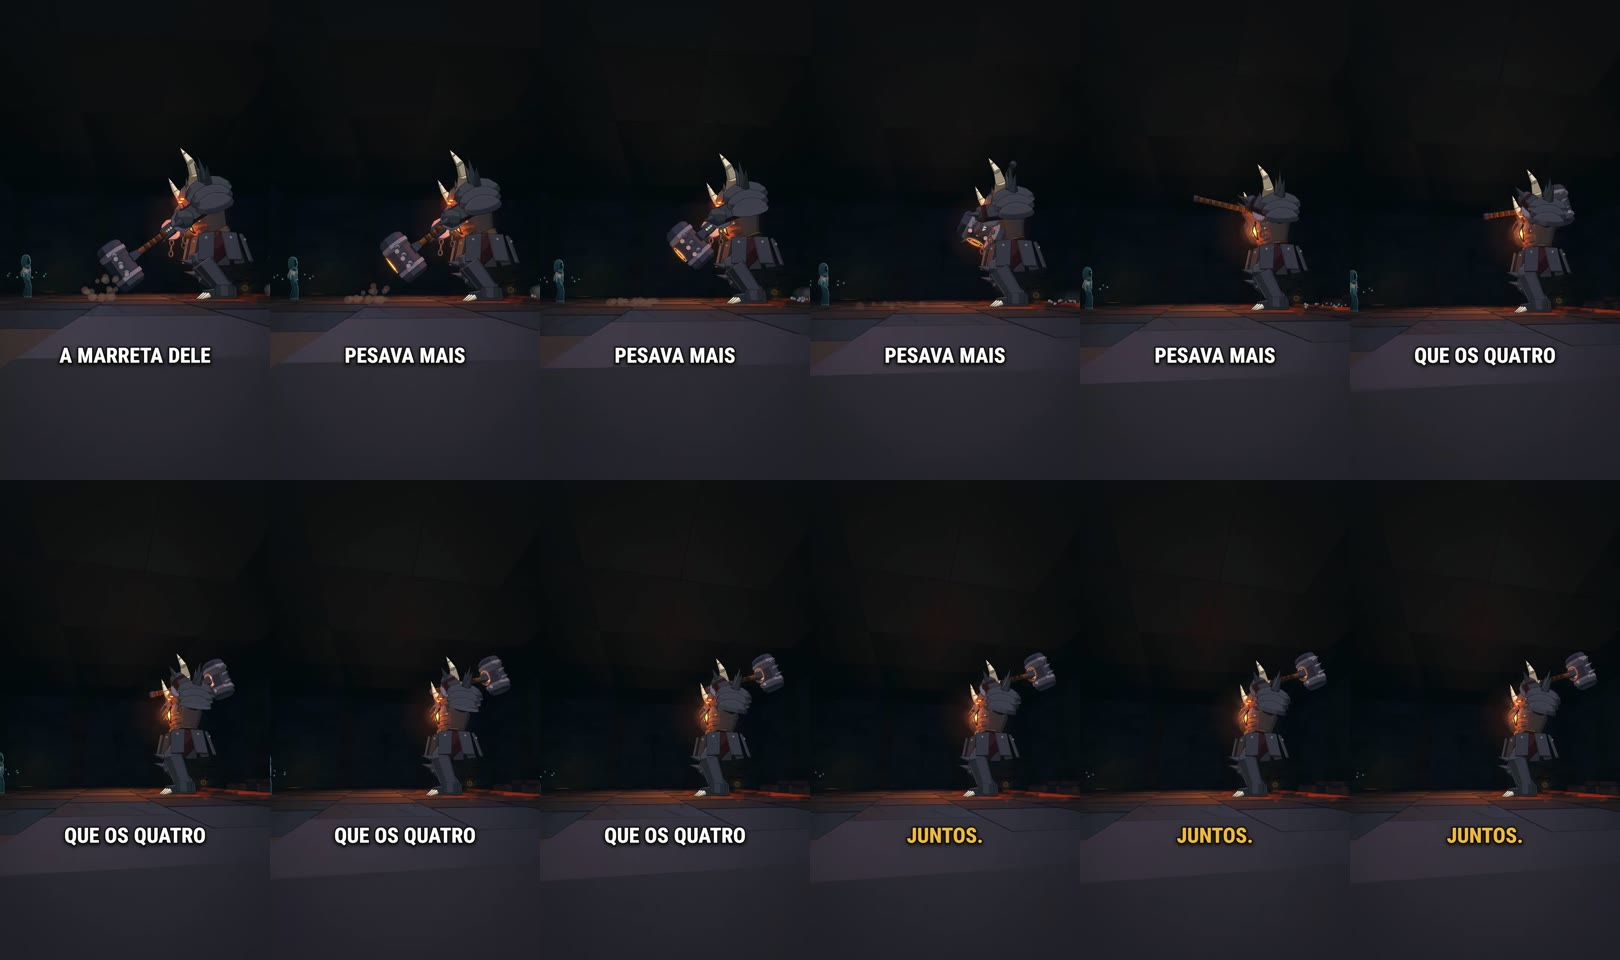 A MARRETA DELE
PESAVA MAIS
PESAVA MAIS
PESAVA MAIS
PESAVA MAIS
QUE OS QUATRO
QUE OS QUATRO
QUE OS QUATRO
QUE OS QUATRO
JUNTOS.
JUNTOS.
JUNTOS.